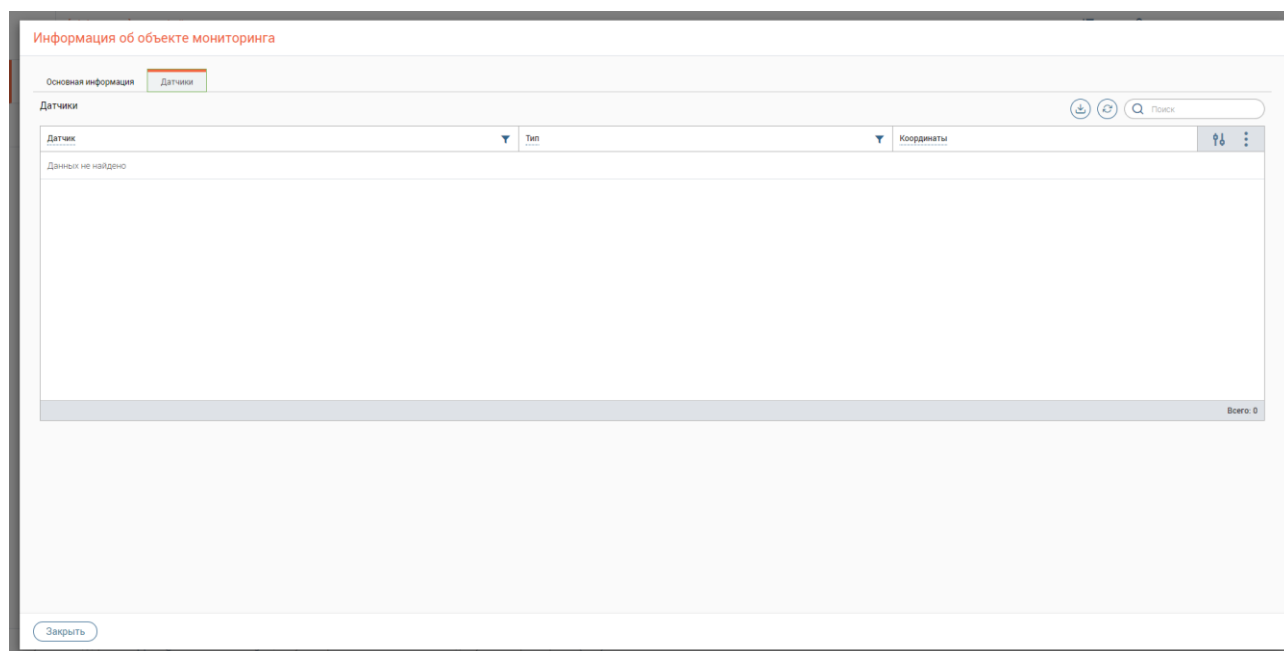 Информация об объекте мониторинга
Основная информация Датчики
Датчики Поиск
Датчик Тип Координаты
Данных не найдено
Всего: 0
Закрыть